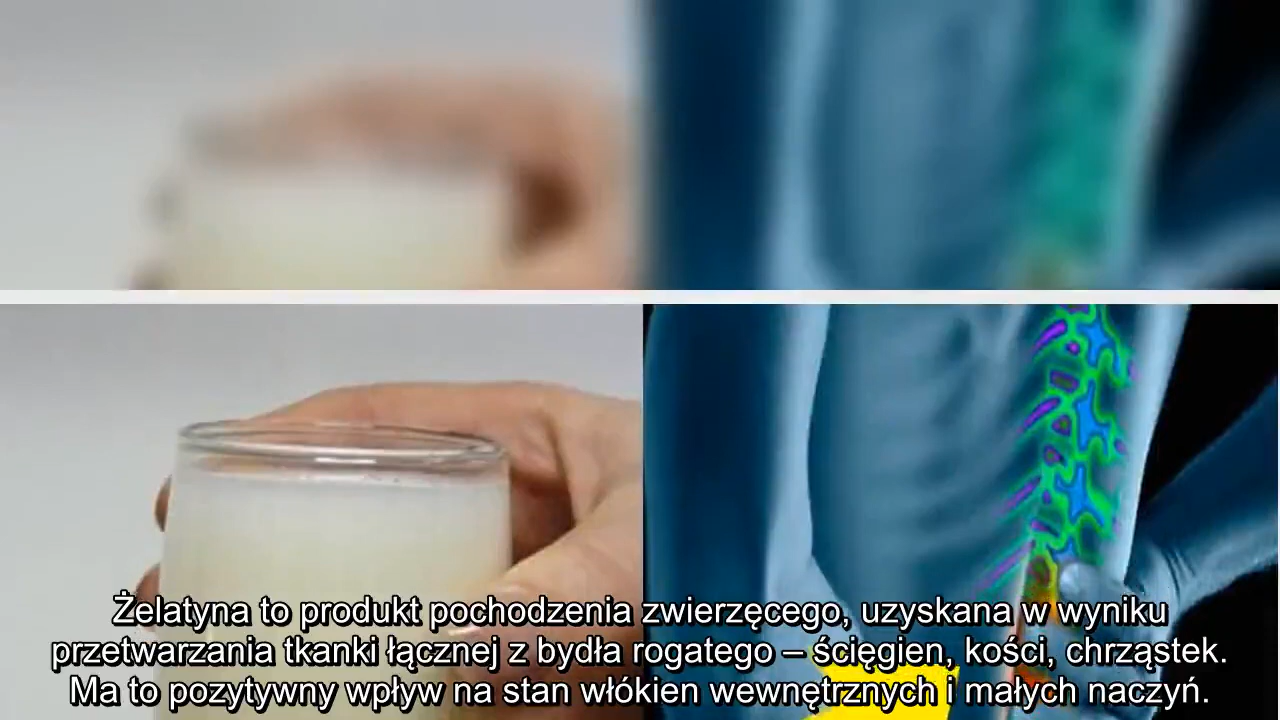 Żelatyna to produkt pochodzenia zwierzęcego, uzyskana w wyniku
przetwarzania tkanki łącznej z bydła rogatego – ścięgien, kości, chrząstek.
Ma to pozytywny wpływ na stan włókien wewnętrznych i małych naczyń.